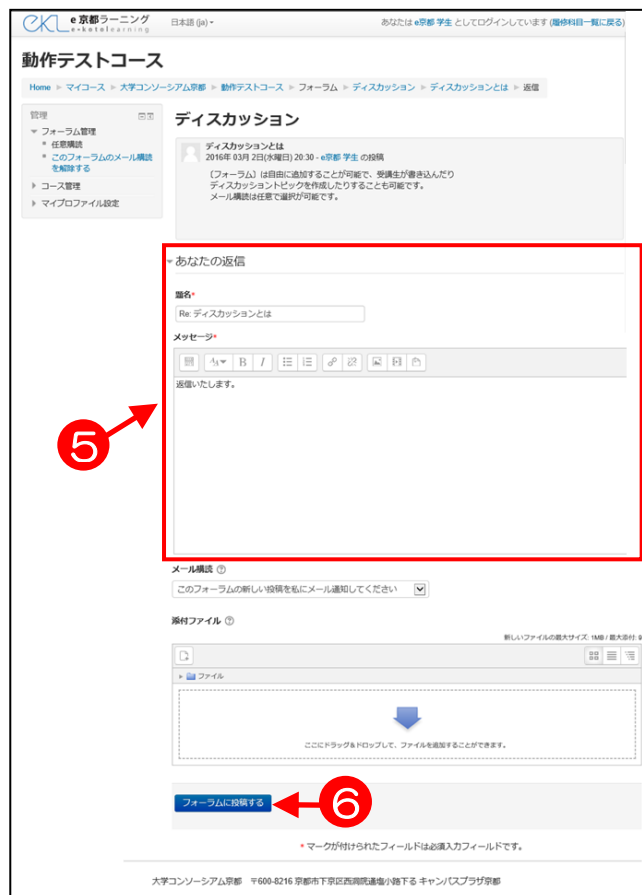 e京都ラーニング
e-kotolearning
日本語 (ja)
あなたは e京都 学生 としてログインしています (履修科目一覧に戻る)
動作テストコース
Home ▶ マイコース ▶ 大学コンソーシアム京都 ▶ 動作テストコース ▶ フォーラム ▶ ディスカッション ▶ ディスカッションとは ▶ 返信
管理
フォーラム管理
任意購読
このフォーラムのメール購読
を解除する
コース管理
マイプロファイル設定
ディスカッション
ディスカッションとは
2016年 03月 2日(水曜日) 20:30 - e京都 学生 の投稿
〔フォーラム〕は自由に追加することが可能で、受講生が書き込んだり
ディスカッショントピックを作成したりすることも可能です。
メール購読は任意で選択が可能です。
あなたの返信
題名*
Re: ディスカッションとは
メッセージ*
B I
返信いたします。
5
メール購読
このフォーラムの新しい投稿を私にメール通知してください
添付ファイル
新しいファイルの最大サイズ: 1MB / 最大添付: 9
ファイル
ここにドラッグ&ドロップして、ファイルを追加することができます。
フォーラムに投稿する
6
* マークが付けられたフィールドは必須入力フィールドです。
大学コンソーシアム京都 〒600-8216 京都市下京区西洞院通塩小路下る キャンパスプラザ京都